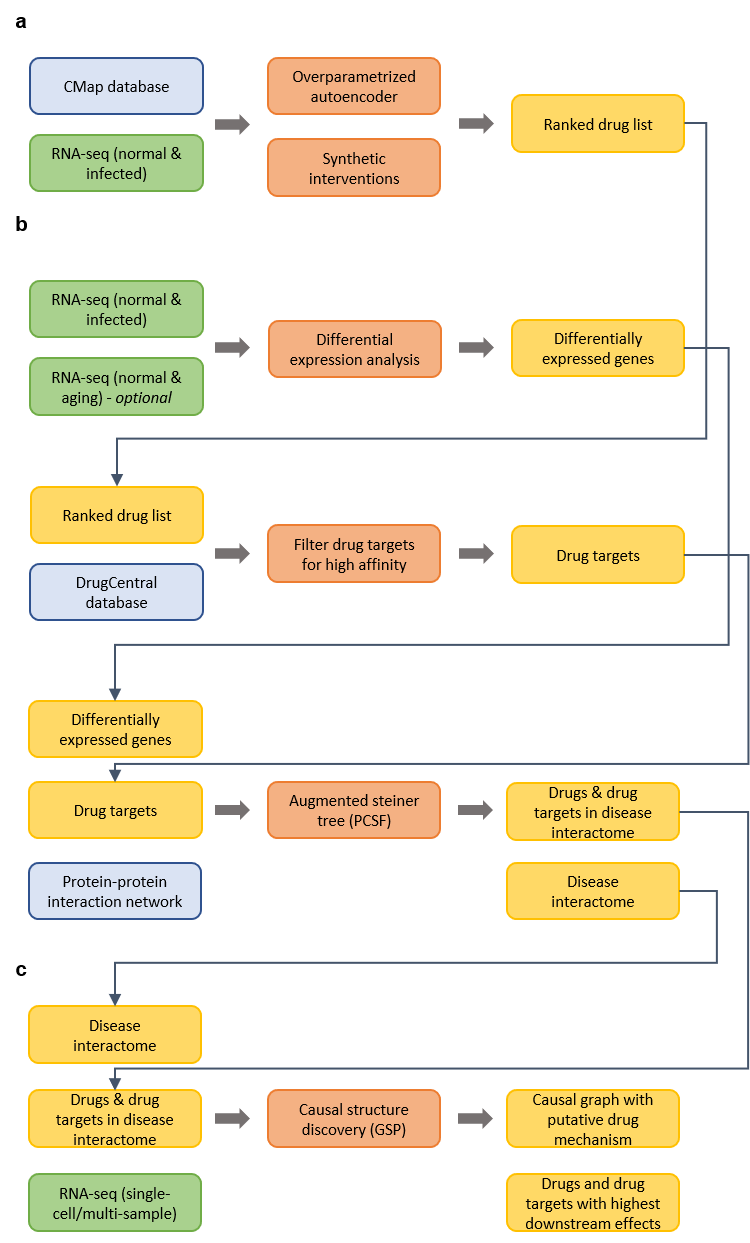 a
CMap database
RNA-seq (normal &
infected)
Overparametrized
autoencoder
Synthetic
interventions
Ranked drug list
b
RNA-seq (normal &
infected)
RNA-seq (normal &
aging) - optional
Differential
expression analysis
Differentially
expressed genes
Ranked drug list
DrugCentral
database
Filter drug targets
for high affinity
Drug targets
Differentially
expressed genes
Drug targets
Protein-protein
interaction network
Augmented steiner
tree (PCSF)
Drugs & drug
targets in disease
interactome
Disease
interactome
c
Disease
interactome
Drugs & drug
targets in disease
interactome
RNA-seq (single-
cell/multi-sample)
Causal structure
discovery (GSP)
Causal graph with
putative drug
mechanism
Drugs and drug
targets with highest
downstream effects